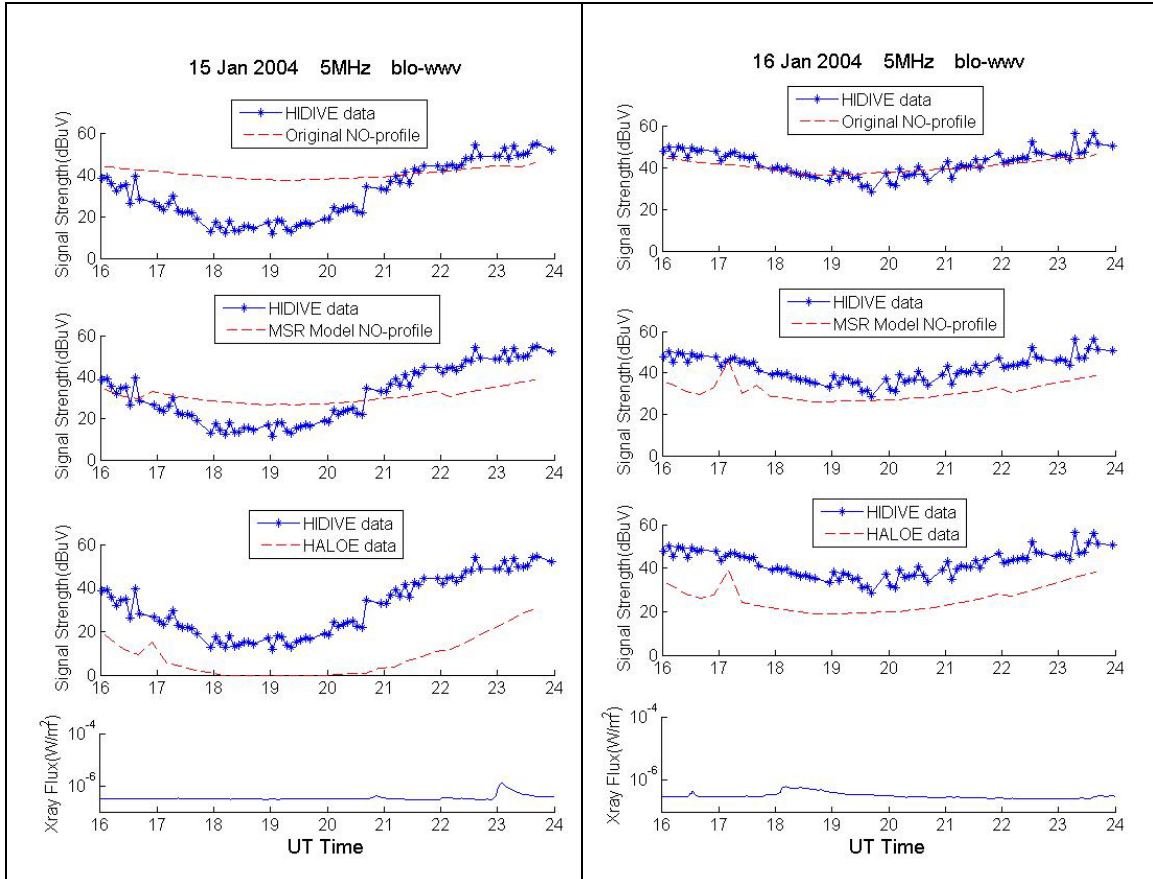 15 Jan 2004 5MHz blo-wwv
HIDIVE data
Original NO-profile
Signal Strength(dBuV)
60
40
20
0
16 17 18 19 20 21 22 23 24
HIDIVE data
MSR Model NO-profile
Signal Strength(dBuV)
60
40
20
0
16 17 18 19 20 21 22 23 24
HIDIVE data
HALOE data
Signal Strength(dBuV)
60
40
20
0
16 17 18 19 20 21 22 23 24
Xray Flux(W/m²)
10⁻⁴
10⁻⁶
16 17 18 19 20 21 22 23 24
UT Time
16 Jan 2004 5MHz blo-wwv
HIDIVE data
Original NO-profile
Signal Strength(dBuV)
60
40
20
0
16 17 18 19 20 21 22 23 24
HIDIVE data
MSR Model NO-profile
Signal Strength(dBuV)
60
40
20
0
16 17 18 19 20 21 22 23 24
HIDIVE data
HALOE data
Signal Strength(dBuV)
60
40
20
0
16 17 18 19 20 21 22 23 24
Xray Flux(W/m²)
10⁻⁴
10⁻⁶
16 17 18 19 20 21 22 23 24
UT Time